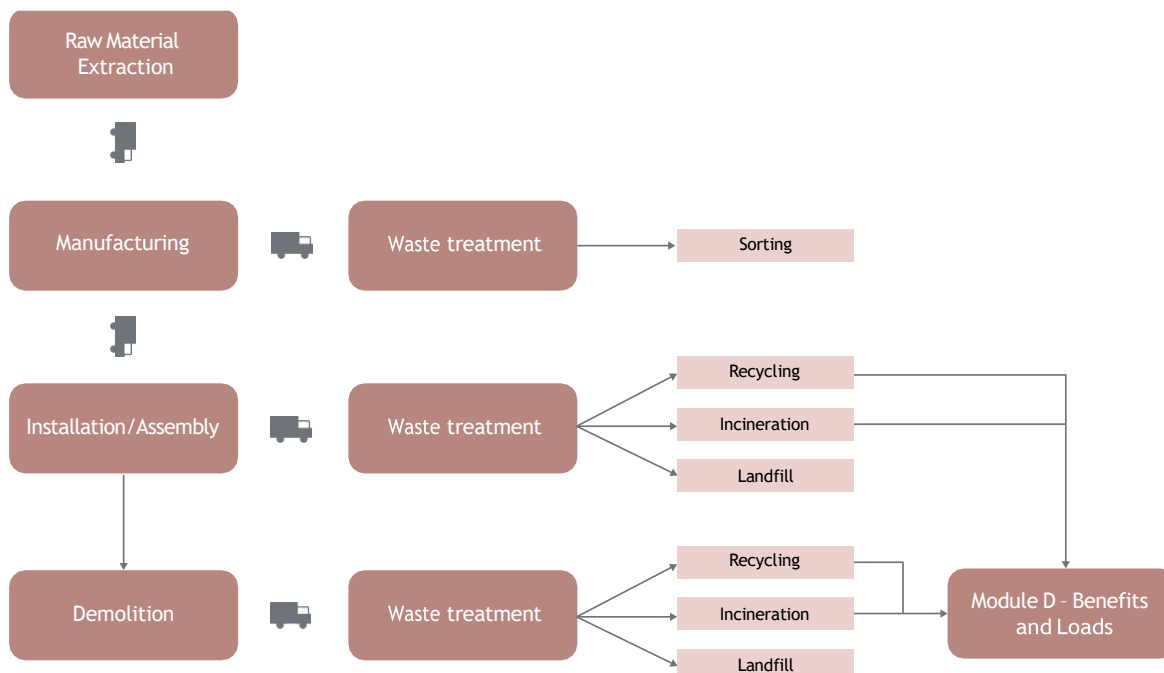 Raw Material
Extraction
Manufacturing
Waste treatment
Sorting
Recycling
Installation/Assembly
Waste treatment
Incineration
Landfill
Recycling
Demolition
Waste treatment
Incineration
Module D - Benefits
and Loads
Landfill